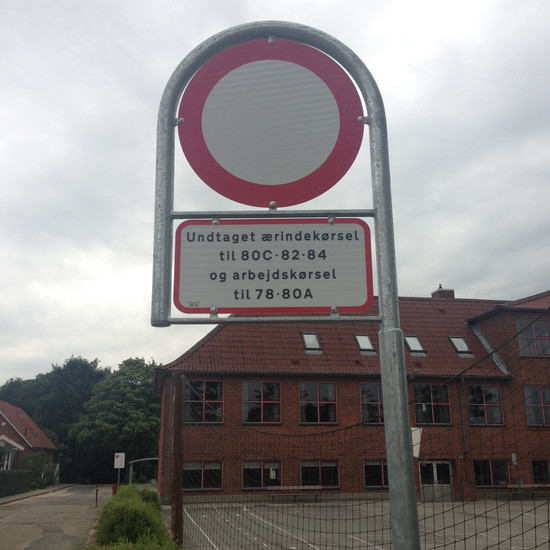 Undtaget ærindekørsel
til 80C·82·84
og arbejdskørsel
til 78·80A